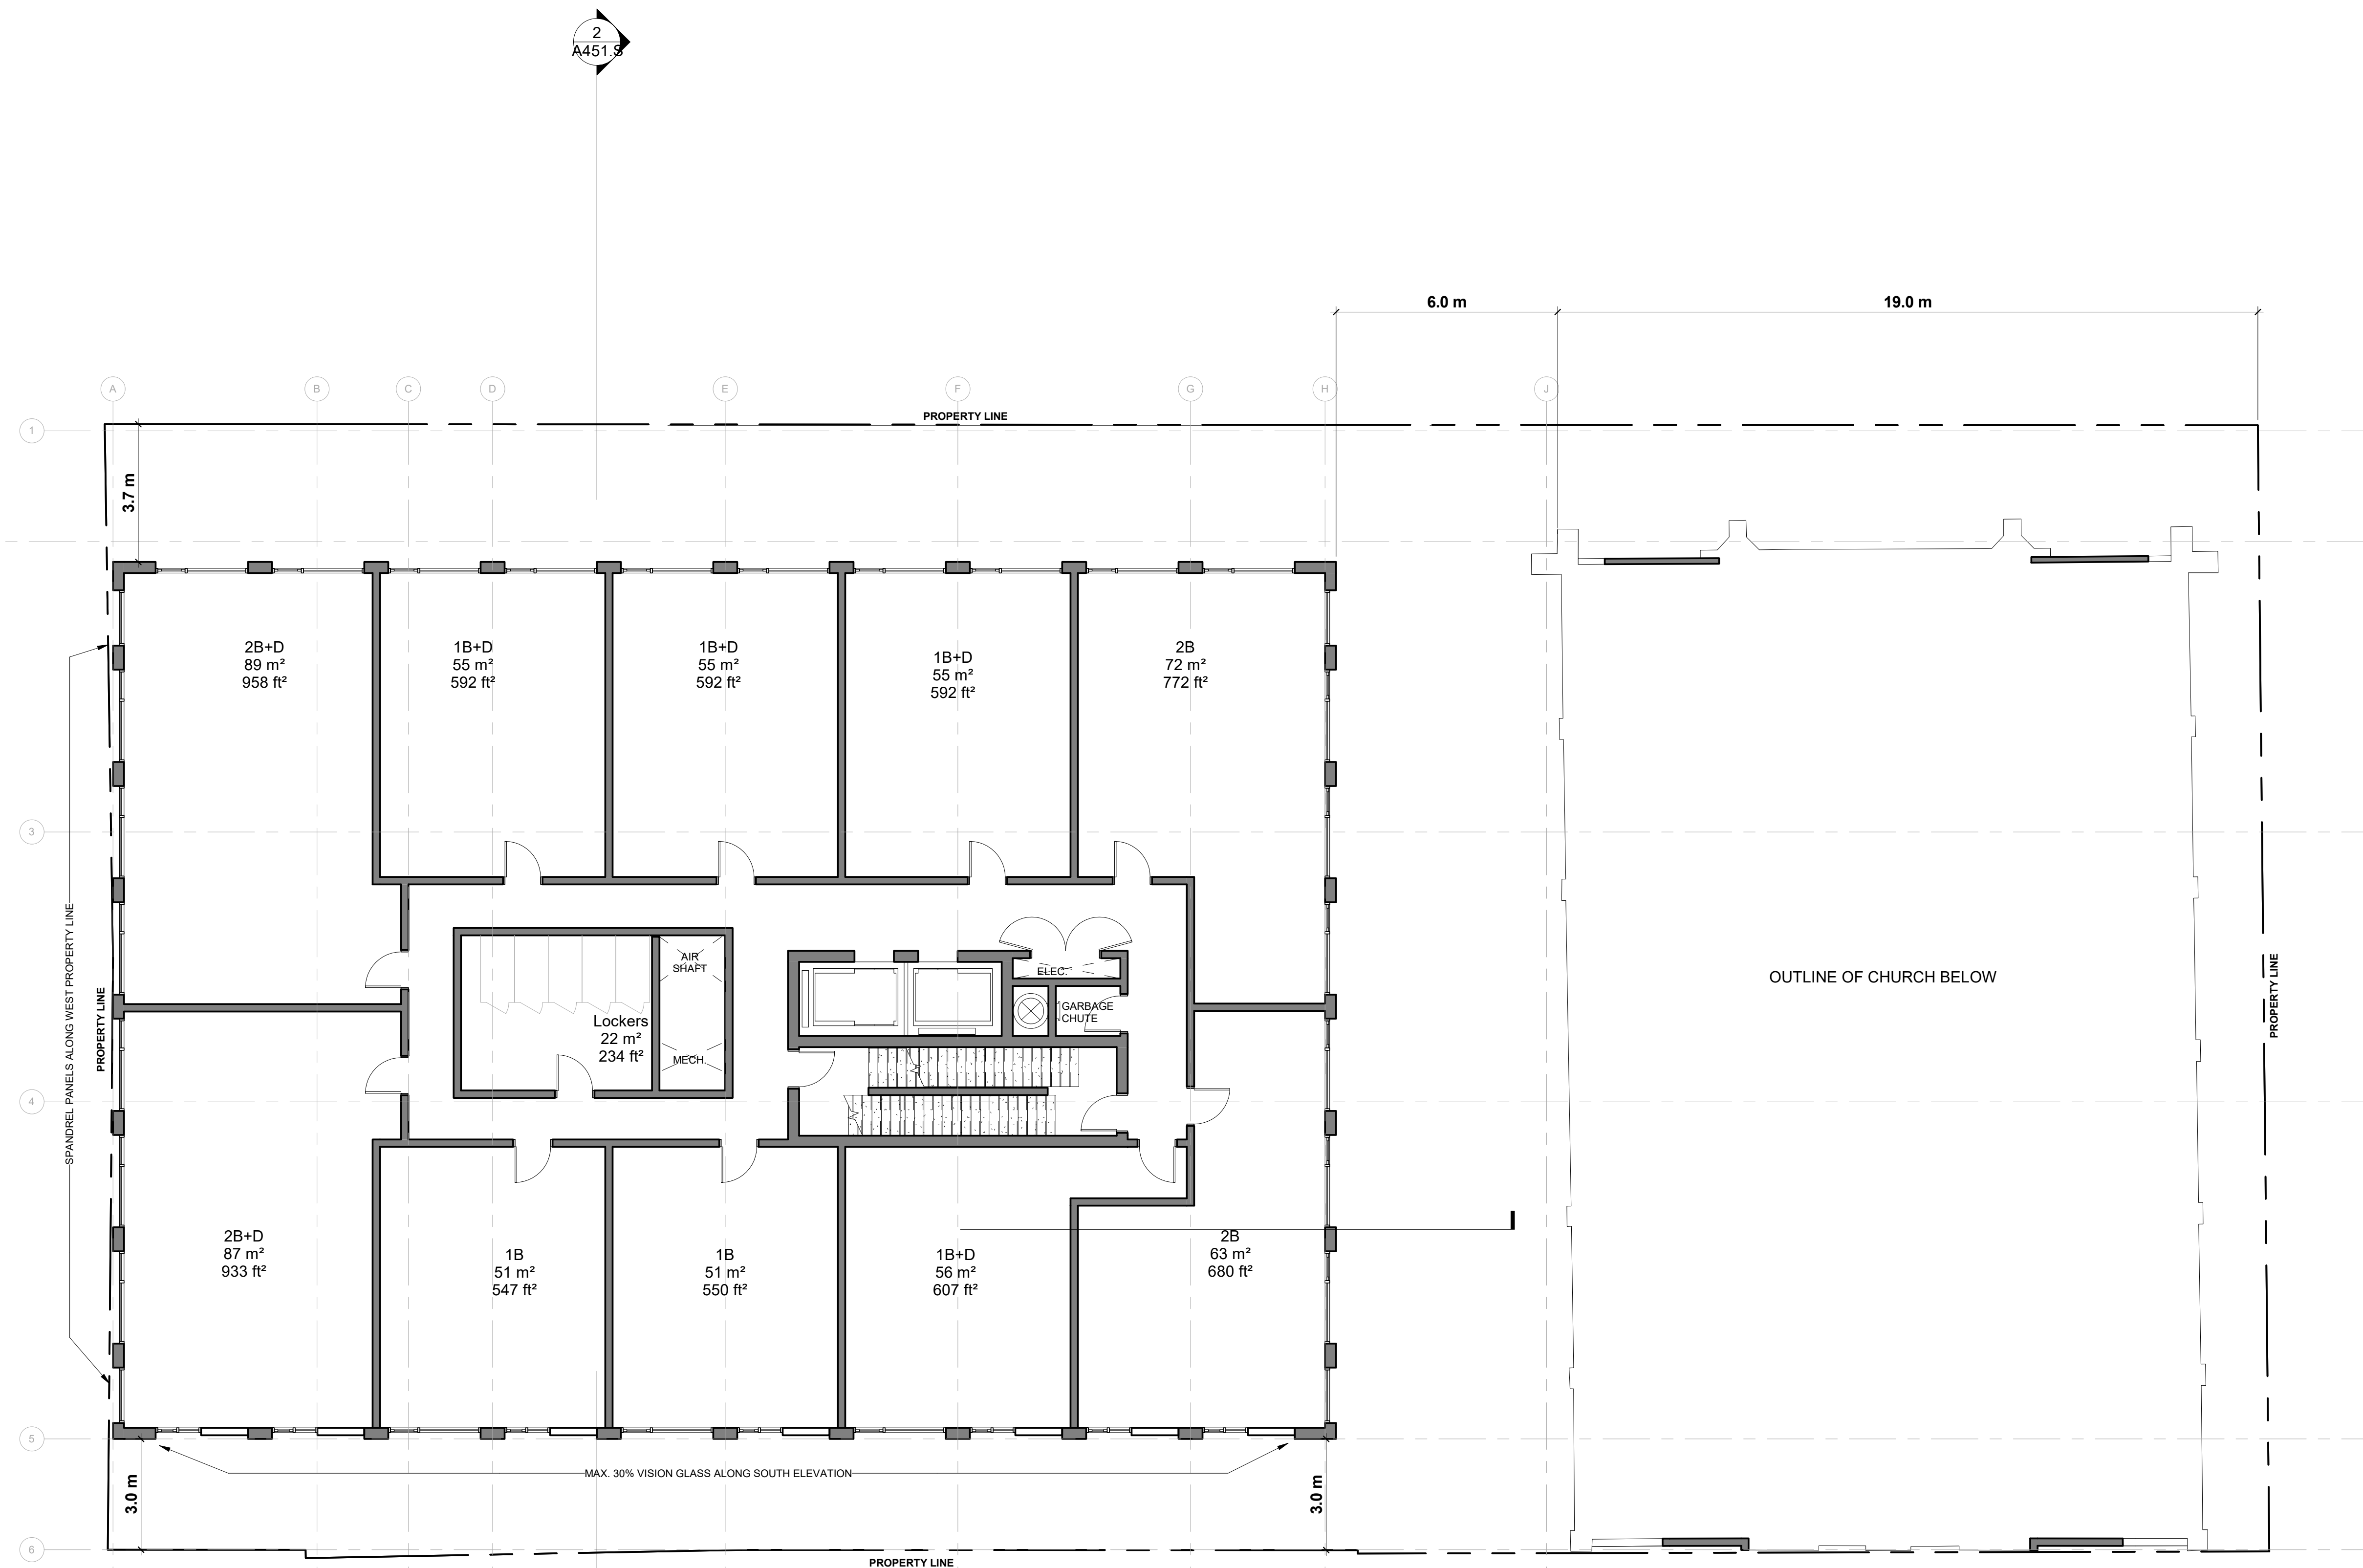 2
A451.S
6.0 m
19.0 m
A
B
C
D
E
F
G
H
J
PROPERTY LINE
1
3.7 m
2B+D
89 m²
958 ft²
1B+D
55 m²
592 ft²
1B+D
55 m²
592 ft²
1B+D
55 m²
592 ft²
2B
72 m²
772 ft²
3
SPANDREL PANELS ALONG WEST PROPERTY LINE
PROPERTY LINE
AIR
SHAFT
Lockers
22 m²
234 ft²
MECH.
ELEC.
GARBAGE
CHUTE
OUTLINE OF CHURCH BELOW
PROPERTY LINE
4
2B+D
87 m²
933 ft²
1B
51 m²
547 ft²
1B
51 m²
550 ft²
1B+D
56 m²
607 ft²
2B
63 m²
680 ft²
5
MAX. 30% VISION GLASS ALONG SOUTH ELEVATION
3.0 m
3.0 m
6
PROPERTY LINE